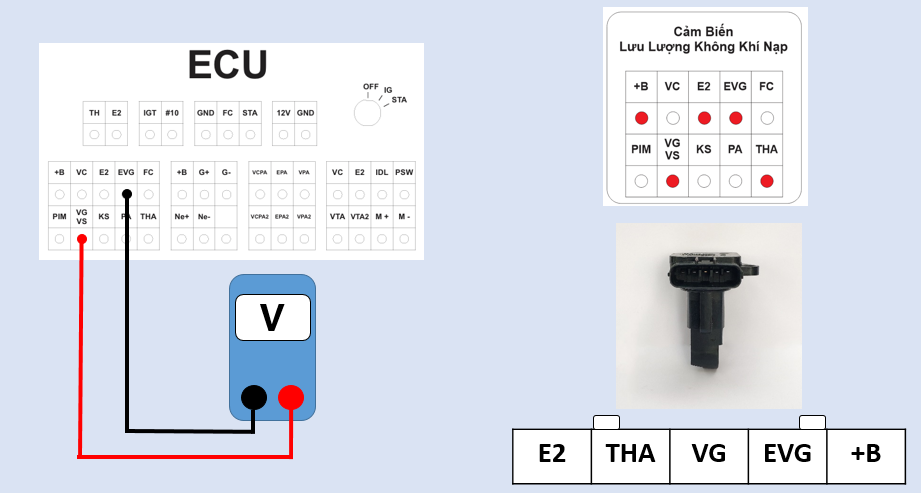 ECU
OFF IG
STA
TH E2 IGT #10 GND FC STA 12V GND
+B VC E2 EVG FC +B G+ G- VCPA EPA VPA VC E2 IDL PSW
PIM VG VS KS PA THA Ne+ Ne- VCPA2 EPA2 VPA2 VTA VTA2 M + M -
V
Cảm Biến
Lưu Lượng Không Khí Nạp
+B VC E2 EVG FC
PIM VG VS KS PA THA
E2 THA VG EVG +B